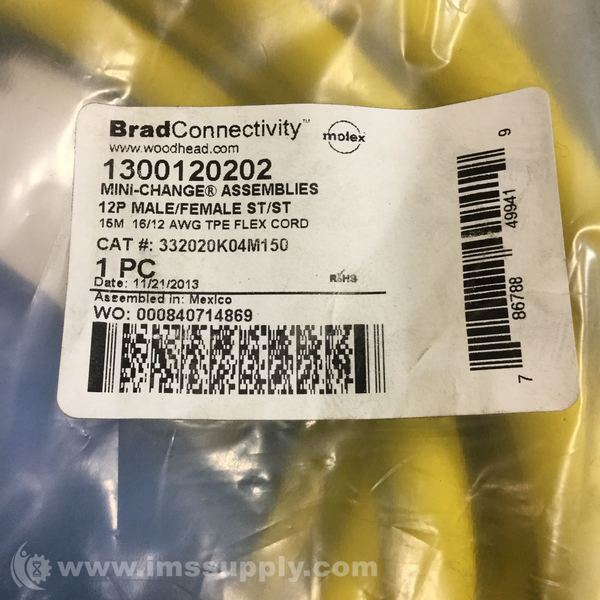 BradConnectivity™
molex
www.woodhead.com
1300120202
MINI-CHANGE® ASSEMBLIES
12P MALE/FEMALE ST/ST
15M 16/12 AWG TPE FLEX CORD
CAT #: 332020K04M150
1 PC
Date: 11/21/2013
RoHS
Assembled in: Mexico
WO: 000840714869
7 86788 49941 9
www.imssupply.com